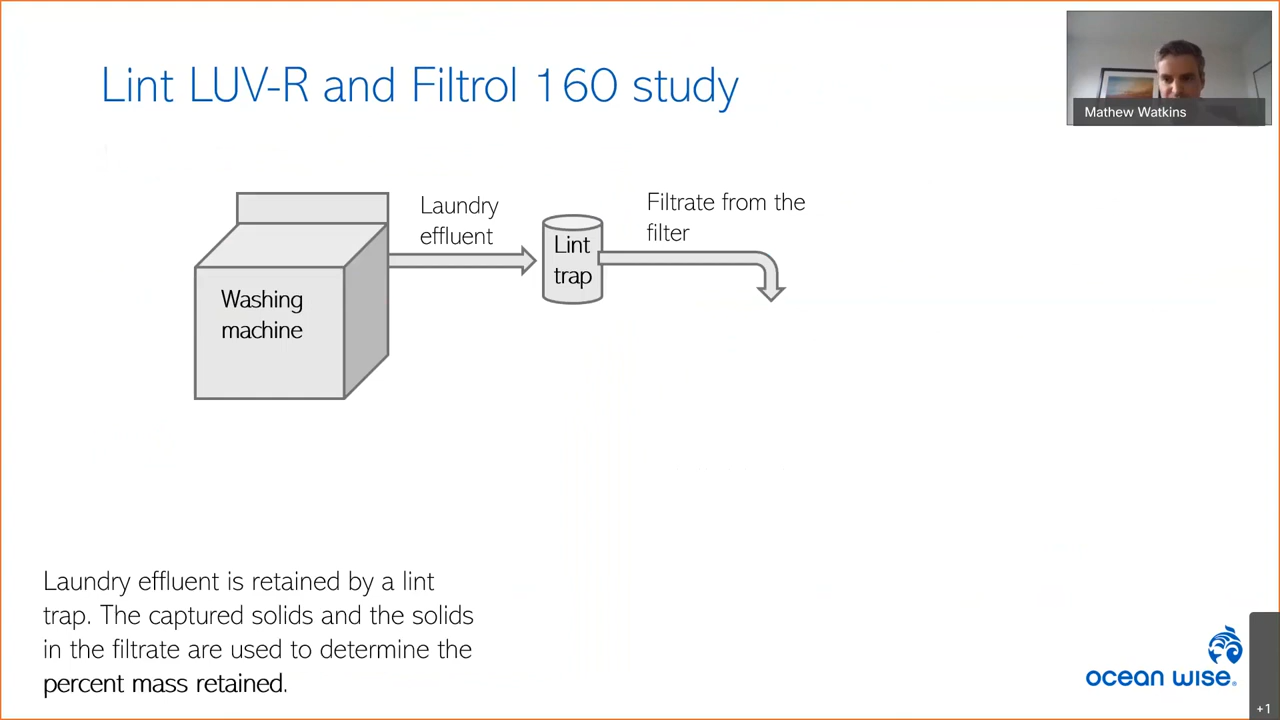 Lint LUV-R and Filtrol 160 study
Mathew Watkins
Laundry
effluent
Filtrate from the
filter
Lint
trap
Washing
machine
Laundry effluent is retained by a lint
trap. The captured solids and the solids
in the filtrate are used to determine the
percent mass retained.
ocean wise.
+1